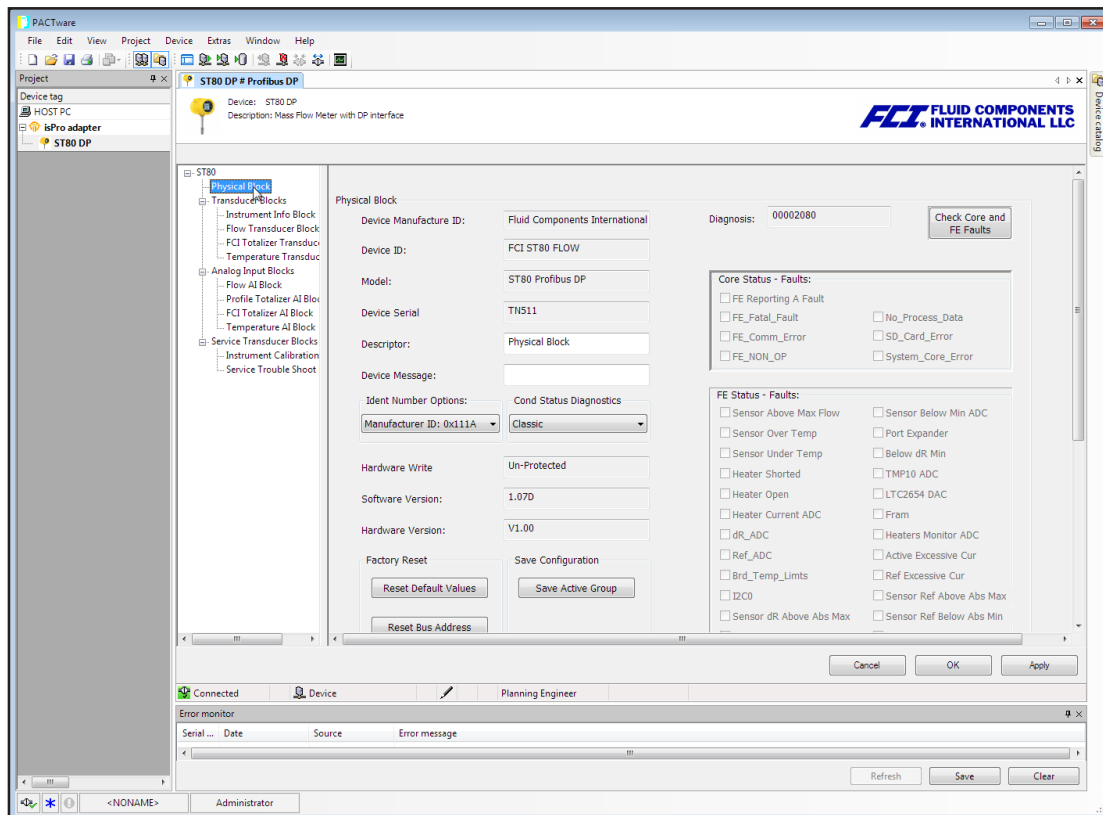 PACTware
File Edit View Project Device Extras Window Help
Project
Device tag
HOST PC
isPro adapter
ST80 DP
ST80 DP # Profibus DP
Device: ST80 DP
Description: Mass Flow Meter with DP interface
FCI. FLUID COMPONENTS
INTERNATIONAL LLC
Device catalog
ST80
Physical Block
Transducer Blocks
Instrument Info Block
Flow Transducer Block
FCI Totalizer Transduc
Temperature Transduc
Analog Input Blocks
Flow AI Block
Profile Totalizer AI Bloc
FCI Totalizer AI Block
Temperature AI Block
Service Transducer Blocks
Instrument Calibration
Service Trouble Shoot
Physical Block
Device Manufacture ID: Fluid Components International
Device ID: FCI ST80 FLOW
Model: ST80 Profibus DP
Device Serial TN511
Descriptor: Physical Block
Device Message:
Ident Number Options: Cond Status Diagnostics
Manufacturer ID: 0x111A Classic
Hardware Write Un-Protected
Software Version: 1.07D
Hardware Version: V1.00
Factory Reset Save Configuration
Reset Default Values Save Active Group
Reset Bus Address
Diagnosis: 00002080 Check Core and
FE Faults
Core Status - Faults:
FE Reporting A Fault
FE_Fatal_Fault No_Process_Data
FE_Comm_Error SD_Card_Error
FE_NON_OP System_Core_Error
FE Status - Faults:
Sensor Above Max Flow Sensor Below Min ADC
Sensor Over Temp Port Expander
Sensor Under Temp Below dR Min
Heater Shorted TMP10 ADC
Heater Open LTC2654 DAC
Heater Current ADC Fram
dR_ADC Heaters Monitor ADC
Ref_ADC Active Excessive Cur
Brd_Temp_Limts Ref Excessive Cur
I2C0 Sensor Ref Above Abs Max
Sensor dR Above Abs Max Sensor Ref Below Abs Min
Cancel OK Apply
Connected Device Planning Engineer
Error monitor
Serial ... Date Source Error message
Refresh Save Clear
<NONAME> Administrator